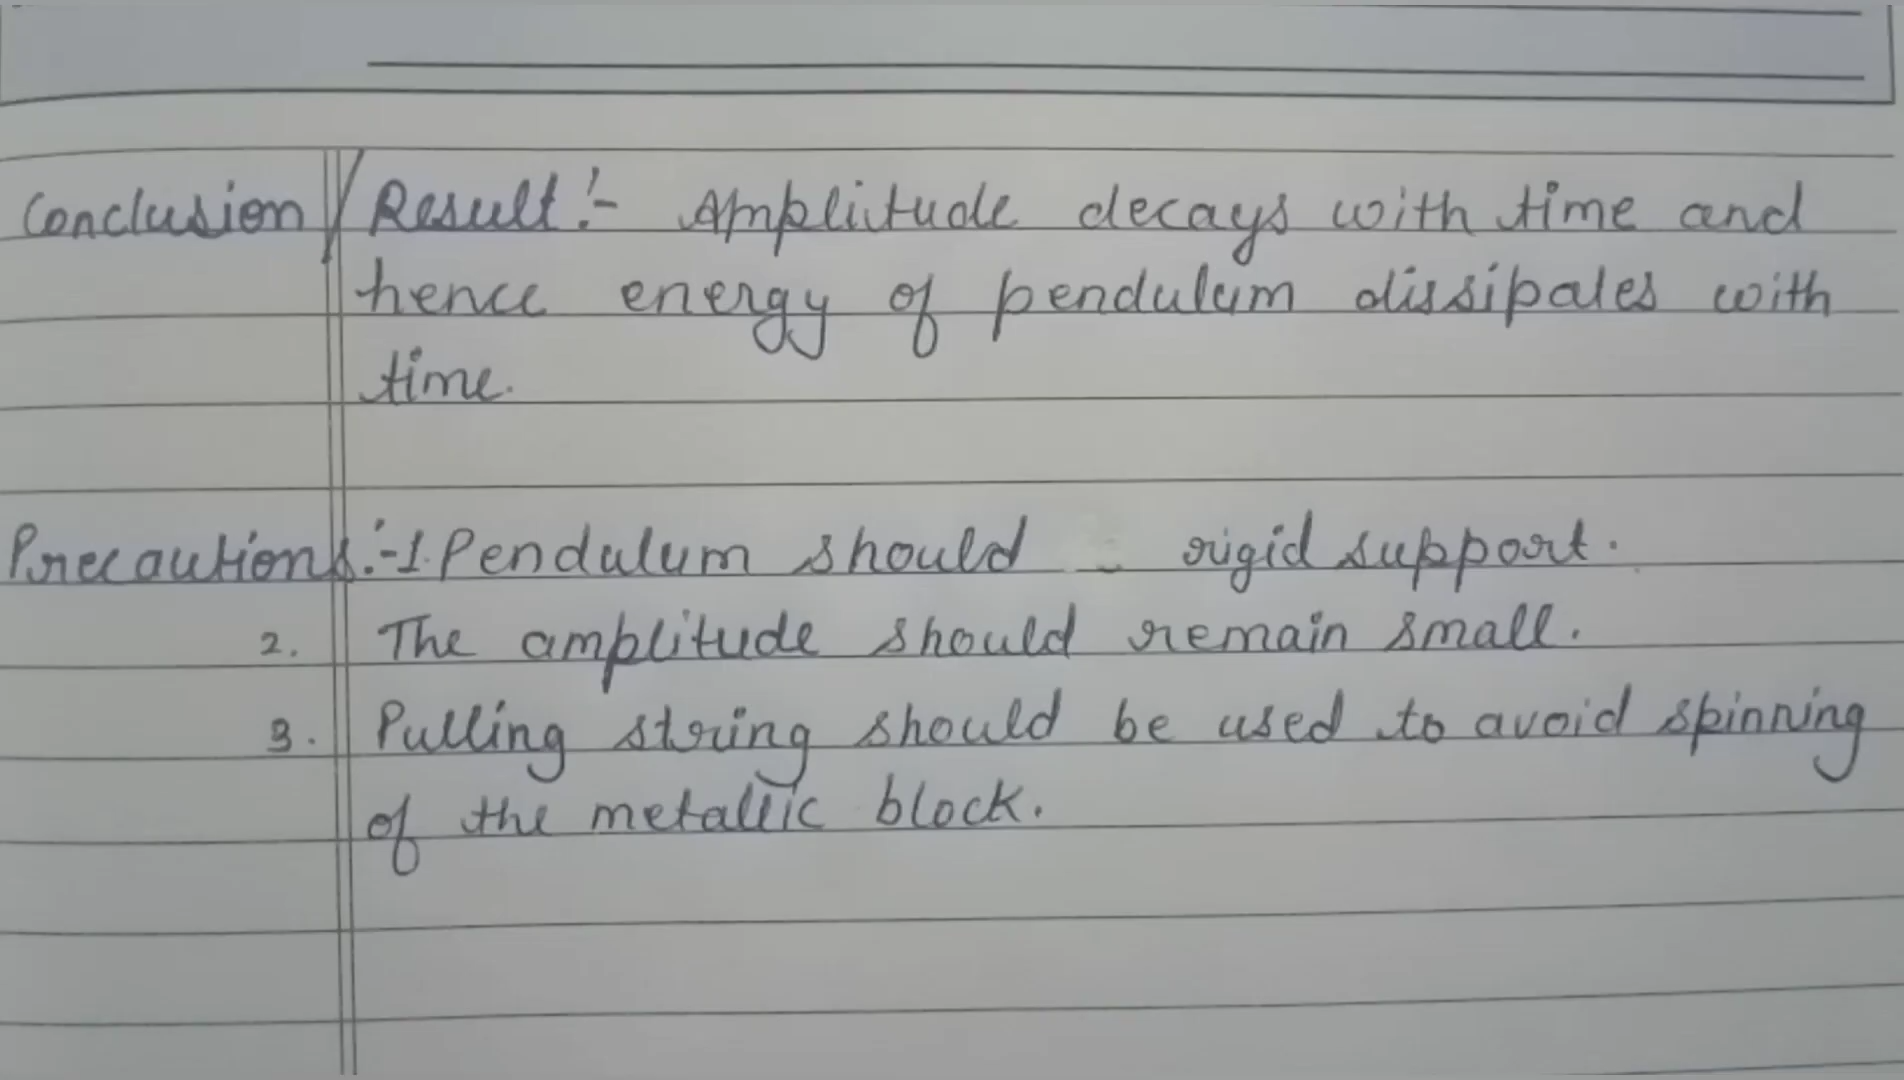 Conclusion / Result :- Amplitude decays with time and
hence energy of pendulum dissipates with
time.
Precautions :- 1. Pendulum should rigid support.
2. The amplitude should remain small.
3. Pulling string should be used to avoid spinning
of the metallic block.